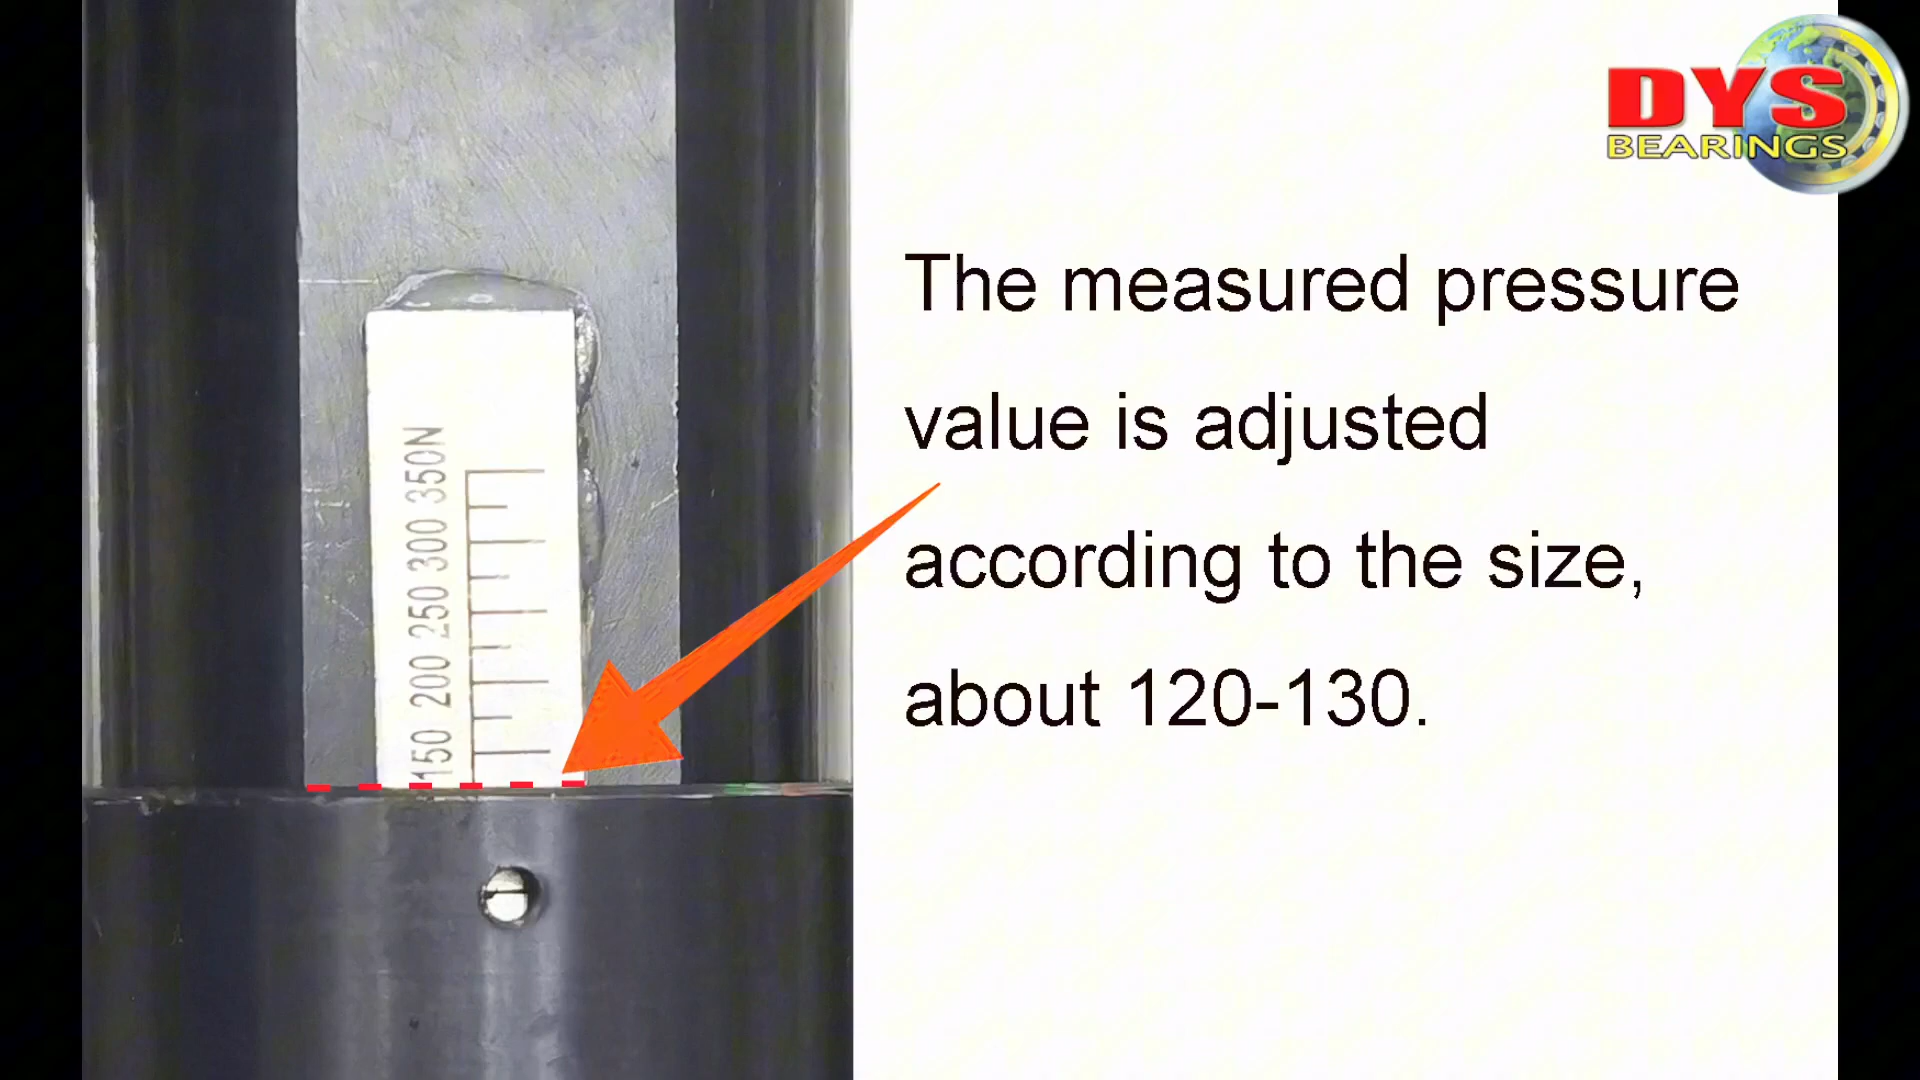 DYS
BEARINGS
The measured pressure
value is adjusted
according to the size,
about 120-130.
150 200 250 300 350N